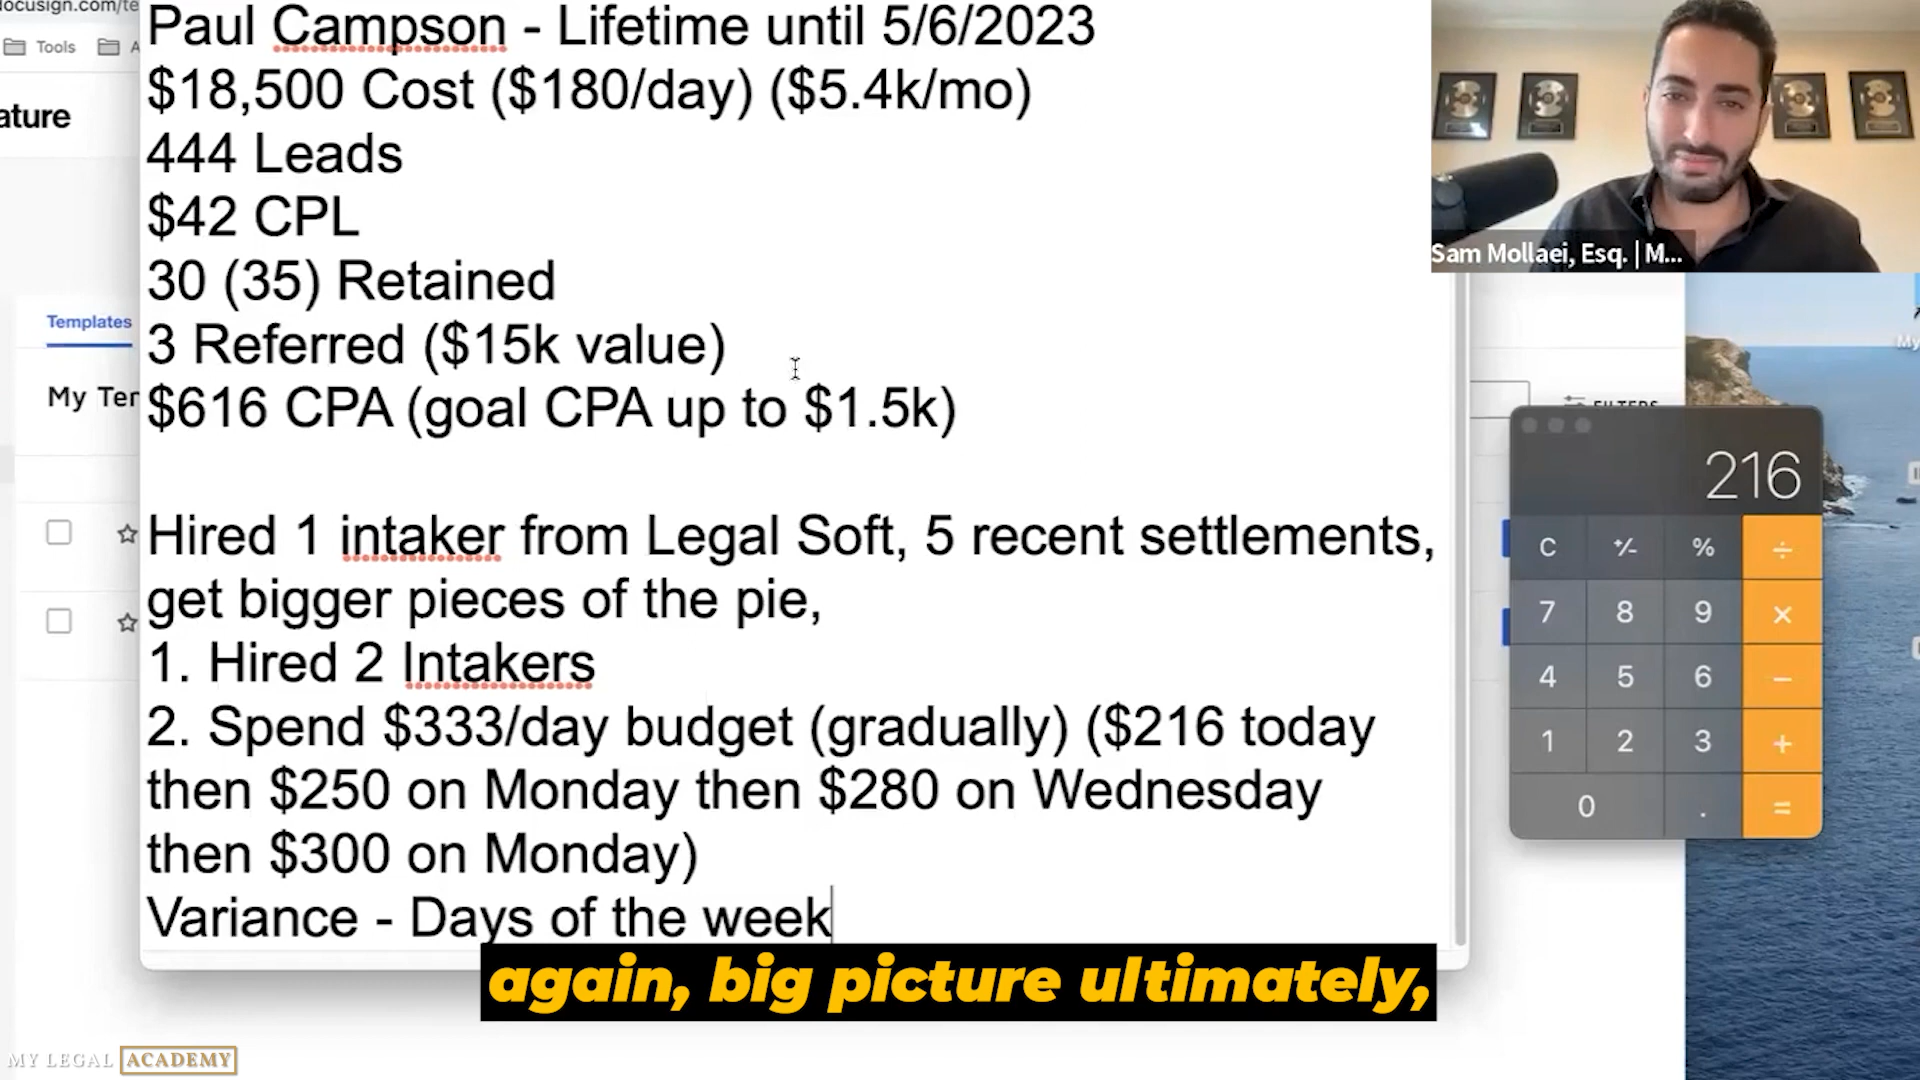 docusign.com/te
Tools
ature
Templates
My Ter
Paul Campson - Lifetime until 5/6/2023
$18,500 Cost ($180/day) ($5.4k/mo)
444 Leads
$42 CPL
30 (35) Retained
3 Referred ($15k value)
$616 CPA (goal CPA up to $1.5k)
Hired 1 intaker from Legal Soft, 5 recent settlements,
get bigger pieces of the pie,
1. Hired 2 Intakers
2. Spend $333/day budget (gradually) ($216 today
then $250 on Monday then $280 on Wednesday
then $300 on Monday)
Variance - Days of the week
again, big picture ultimately,
Sam Mollaei, Esq. | M...
My
FILTERS
216
C +/- % ÷
7 8 9 ×
4 5 6 −
1 2 3 +
0 . =
MY LEGAL ACADEMY